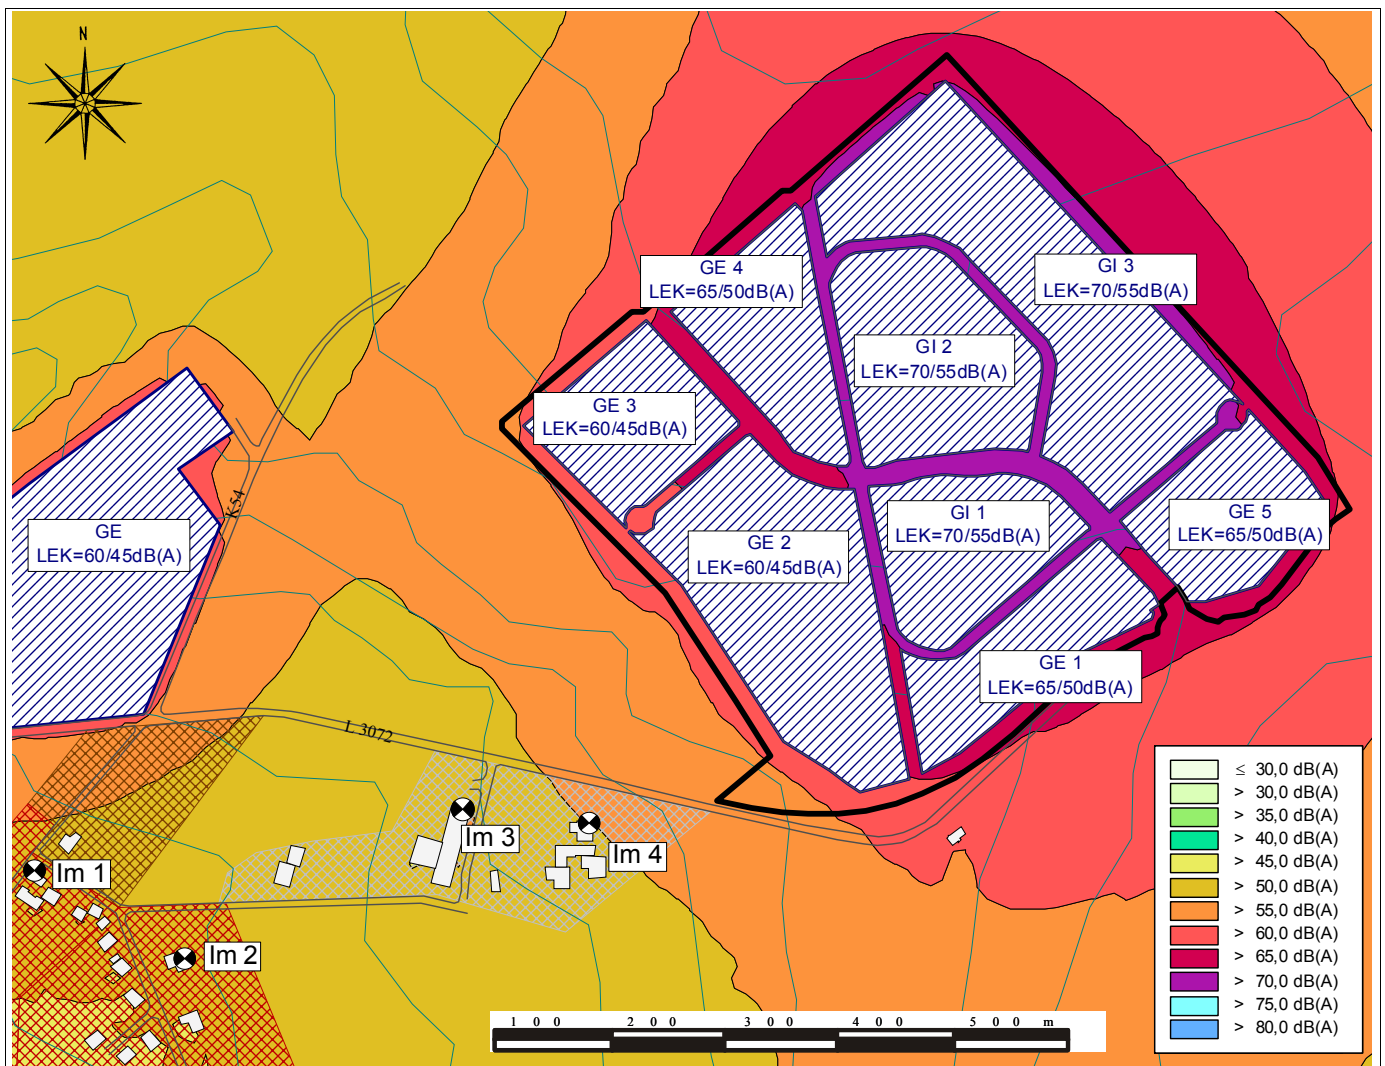 N
GE 4
LEK=65/50dB(A)
GI 3
LEK=70/55dB(A)
GI 2
LEK=70/55dB(A)
GE 3
LEK=60/45dB(A)
K54
GE
LEK=60/45dB(A)
GI 1
LEK=70/55dB(A)
GE 5
LEK=65/50dB(A)
GE 2
LEK=60/45dB(A)
GE 1
LEK=65/50dB(A)
L 3072
Im 3
Im 4
Im 1
Im 2
≤ 30,0 dB(A)
> 30,0 dB(A)
> 35,0 dB(A)
> 40,0 dB(A)
> 45,0 dB(A)
> 50,0 dB(A)
> 55,0 dB(A)
> 60,0 dB(A)
> 65,0 dB(A)
> 70,0 dB(A)
> 75,0 dB(A)
> 80,0 dB(A)
100 200 300 400 500 m